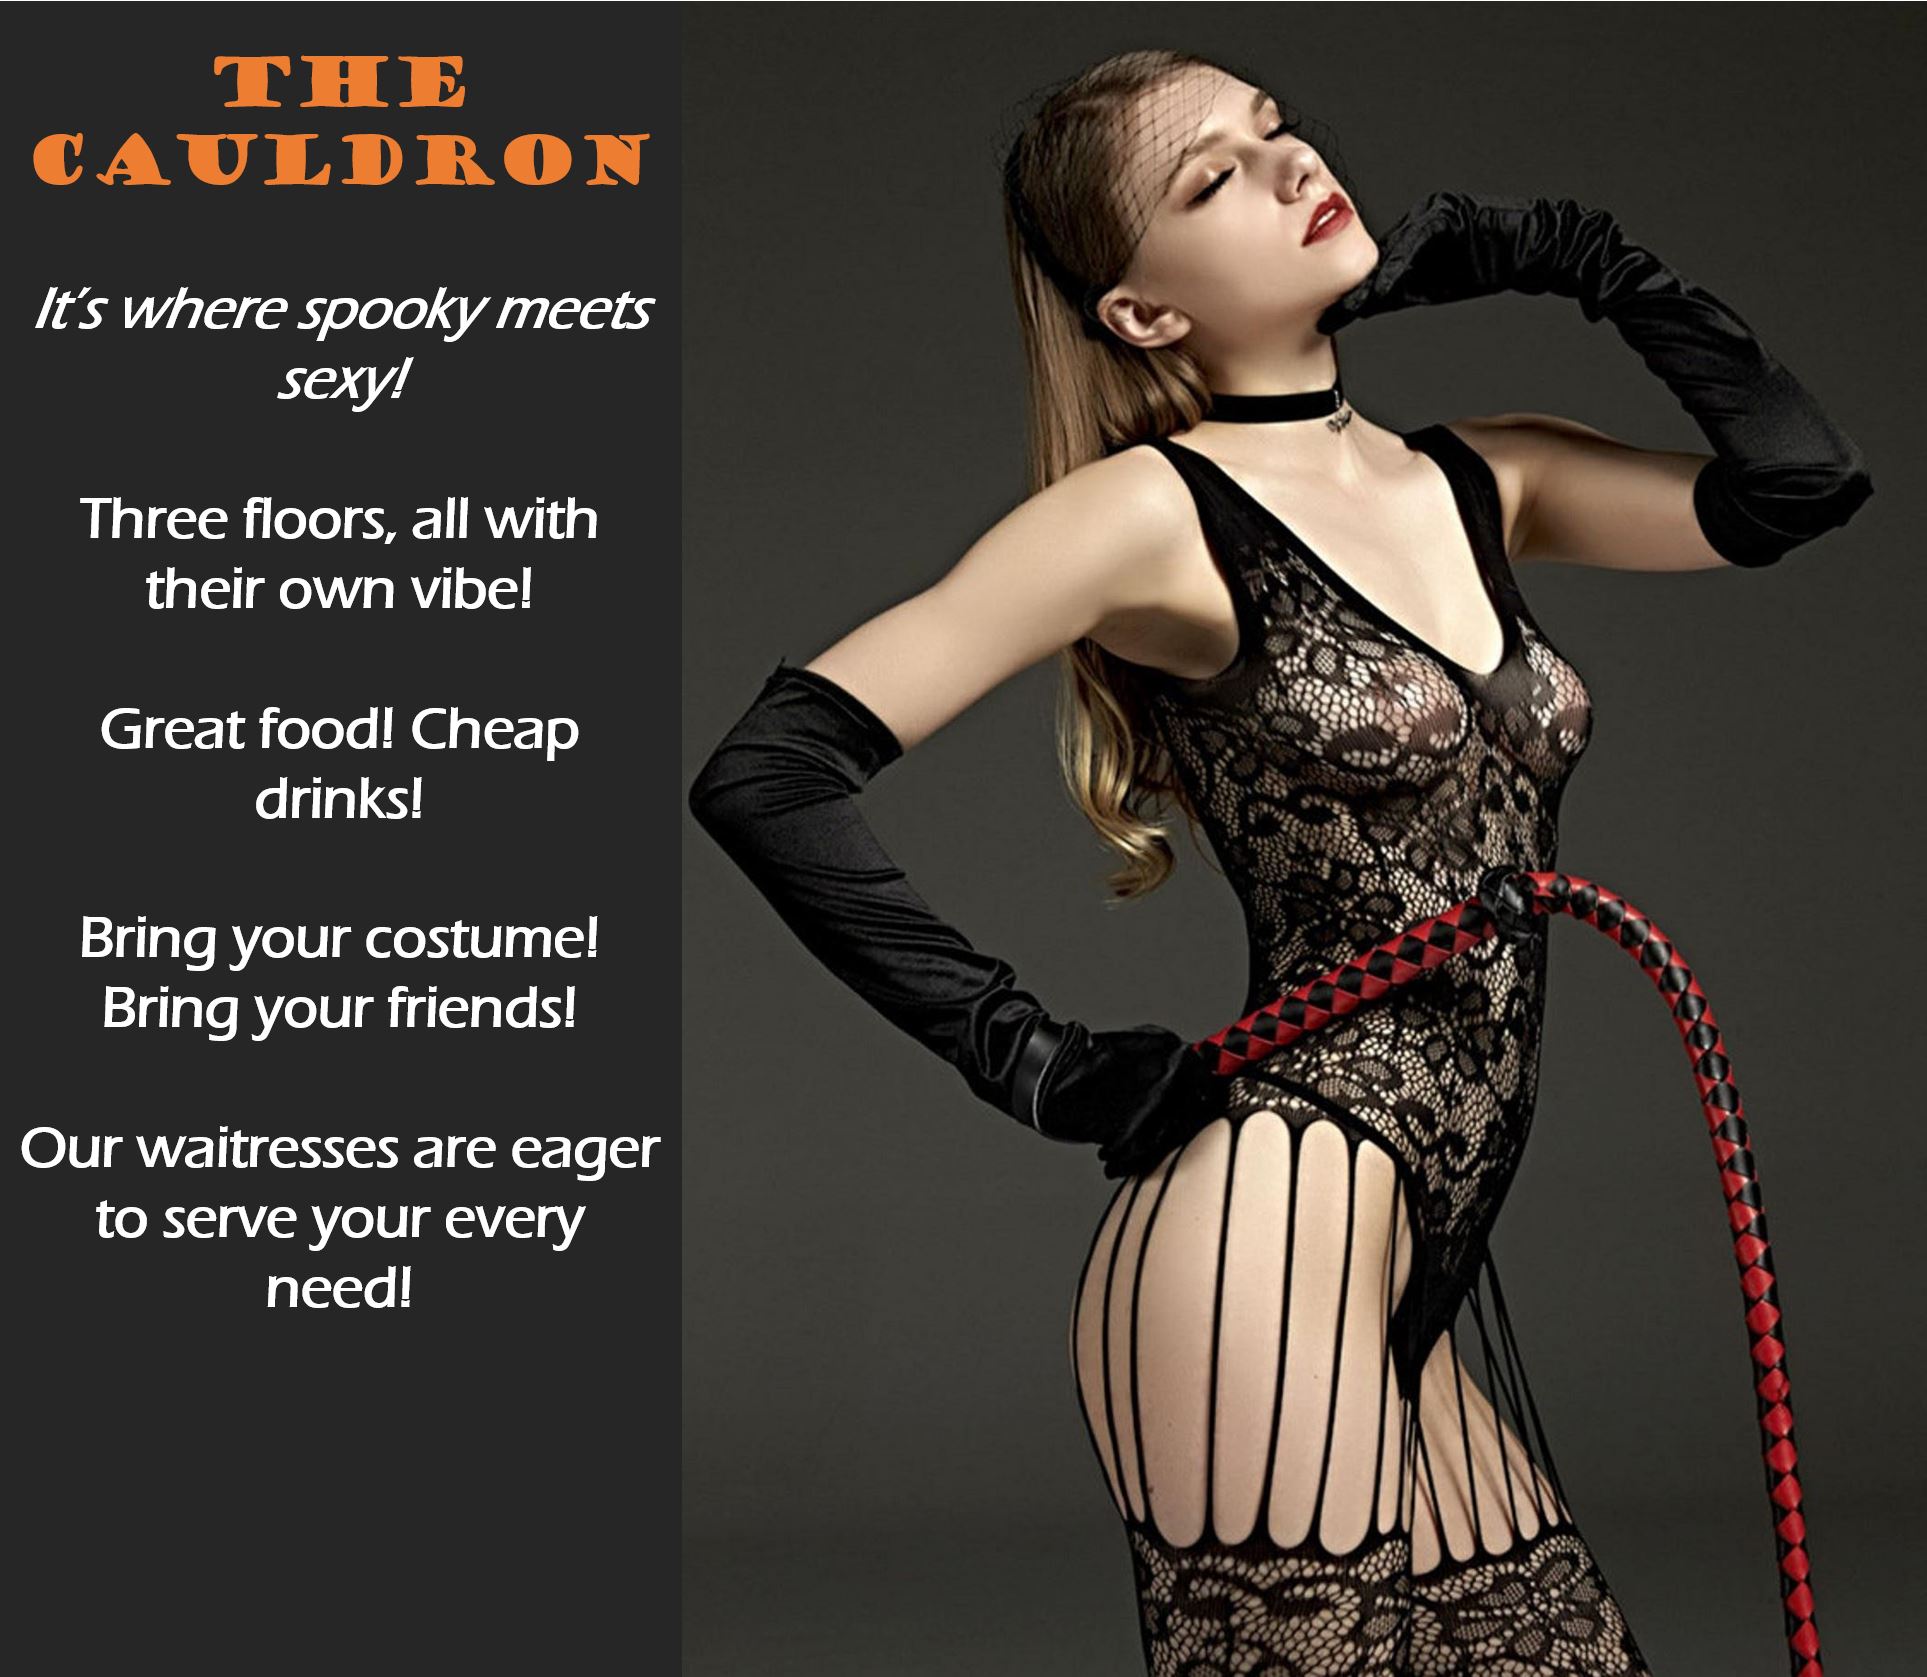 THE
CAULDRON
It's where spooky meets
sexy!
Three floors, all with
their own vibe!
Great food! Cheap
drinks!
Bring your costume!
Bring your friends!
Our waitresses are eager
to serve your every
need!